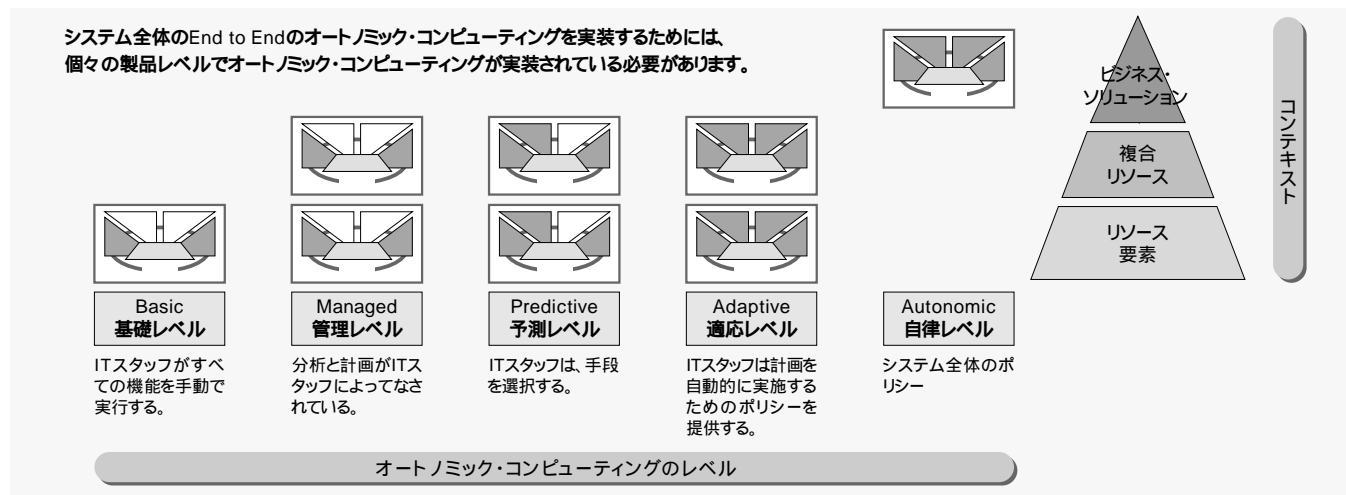 システム全体のEnd to Endのオートノミック・コンピューティングを実装するためには、
個々の製品レベルでオートノミック・コンピューティングが実装されている必要があります。
ビジネス・
ソリューション
複合
リソース
リソース
要素
コンテキスト
Basic
基礎レベル
ITスタッフがすべ
ての機能を手動で
実行する。
Managed
管理レベル
分析と計画がITス
タッフによってなさ
れている。
Predictive
予測レベル
ITスタッフは、手段
を選択する。
Adaptive
適応レベル
ITスタッフは計画を
自動的に実施する
ためのポリシーを
提供する。
Autonomic
自律レベル
システム全体のポ
リシー
オートノミック・コンピューティングのレベル